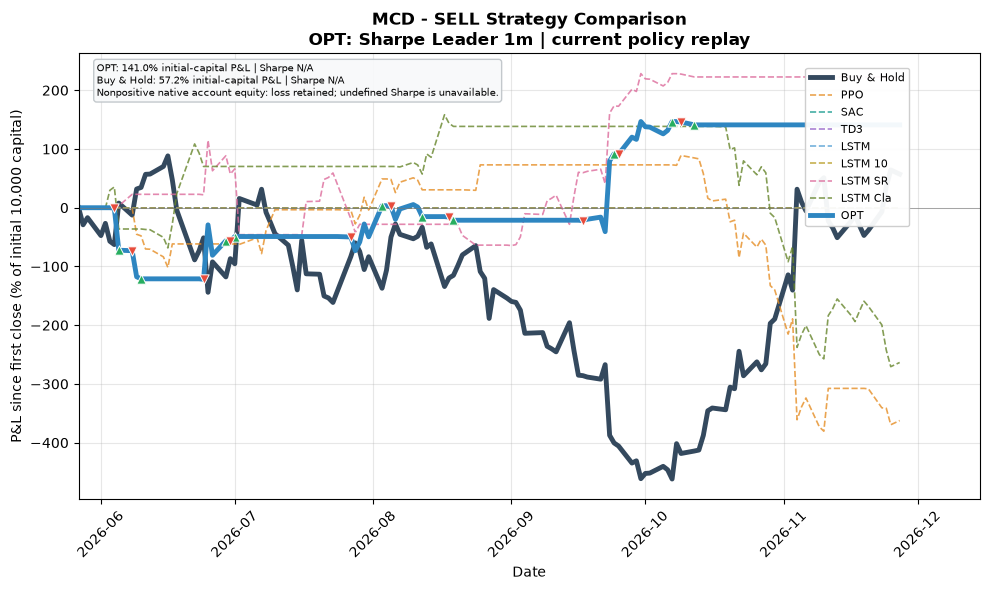 MCD - SELL Strategy Comparison
OPT: Sharpe Leader 1m | current policy replay
OPT: 141.0% initial-capital P&L | Sharpe N/A
Buy & Hold: 57.2% initial-capital P&L | Sharpe N/A
Nonpositive native account equity: loss retained; undefined Sharpe is unavailable.
Buy & Hold
PPO
SAC
TD3
LSTM
LSTM 10
LSTM SR
LSTM Cla
OPT
P&L since first close (% of initial 10,000 capital)
200
100
0
−100
−200
−300
−400
2026-06
2026-07
2026-08
2026-09
2026-10
2026-11
2026-12
Date